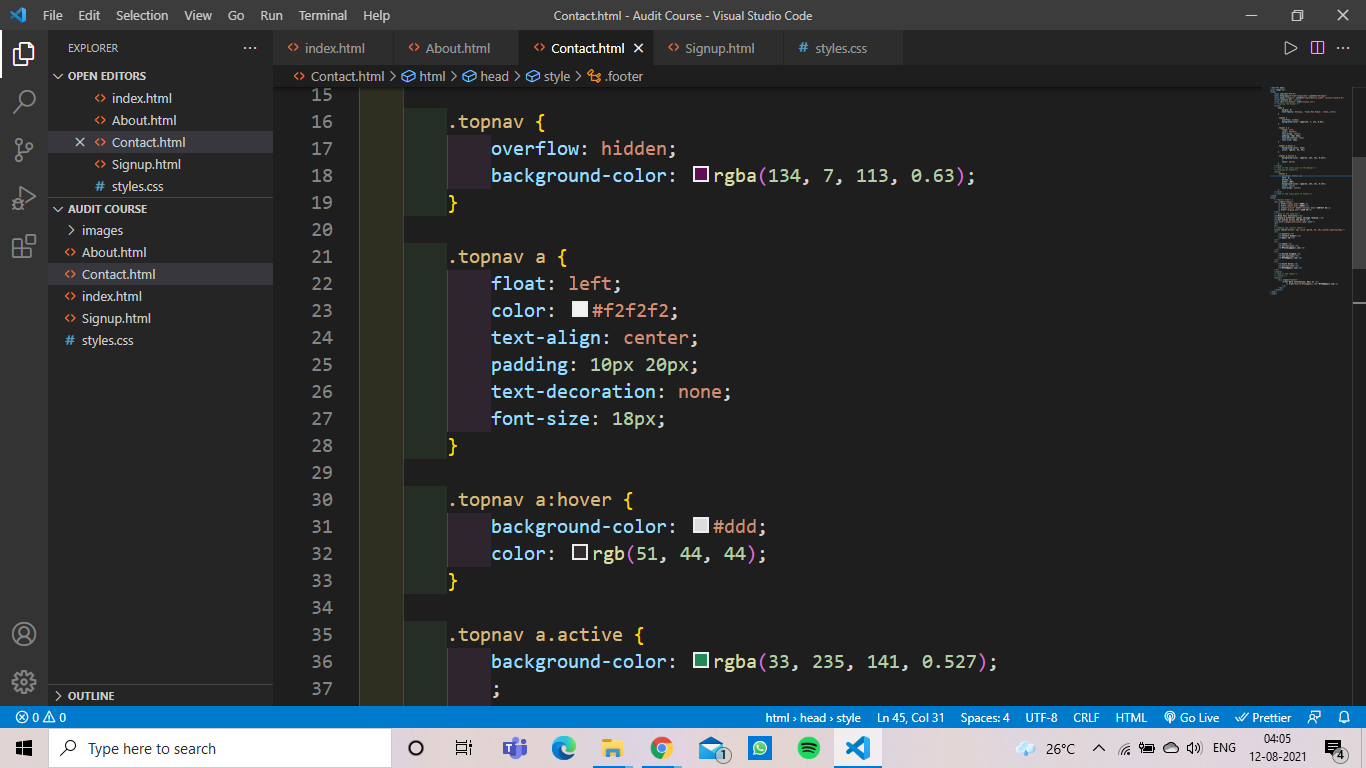 File Edit Selection View Go Run Terminal Help Contact.html - Audit Course - Visual Studio Code
EXPLORER
index.html About.html Contact.html Signup.html styles.css
Contact.html > html > head > style > .footer
OPEN EDITORS
index.html
About.html
Contact.html
Signup.html
styles.css
AUDIT COURSE
images
About.html
Contact.html
index.html
Signup.html
styles.css
OUTLINE
15
16 .topnav {
17 overflow: hidden;
18 background-color: rgba(134, 7, 113, 0.63);
19 }
20
21 .topnav a {
22 float: left;
23 color: #f2f2f2;
24 text-align: center;
25 padding: 10px 20px;
26 text-decoration: none;
27 font-size: 18px;
28 }
29
30 .topnav a:hover {
31 background-color: #ddd;
32 color: rgb(51, 44, 44);
33 }
34
35 .topnav a.active {
36 background-color: rgba(33, 235, 141, 0.527);
37 ;
0 0 html › head › style Ln 45, Col 31 Spaces: 4 UTF-8 CRLF HTML Go Live Prettier
Type here to search 1 26°C ENG 04:05
12-08-2021 4